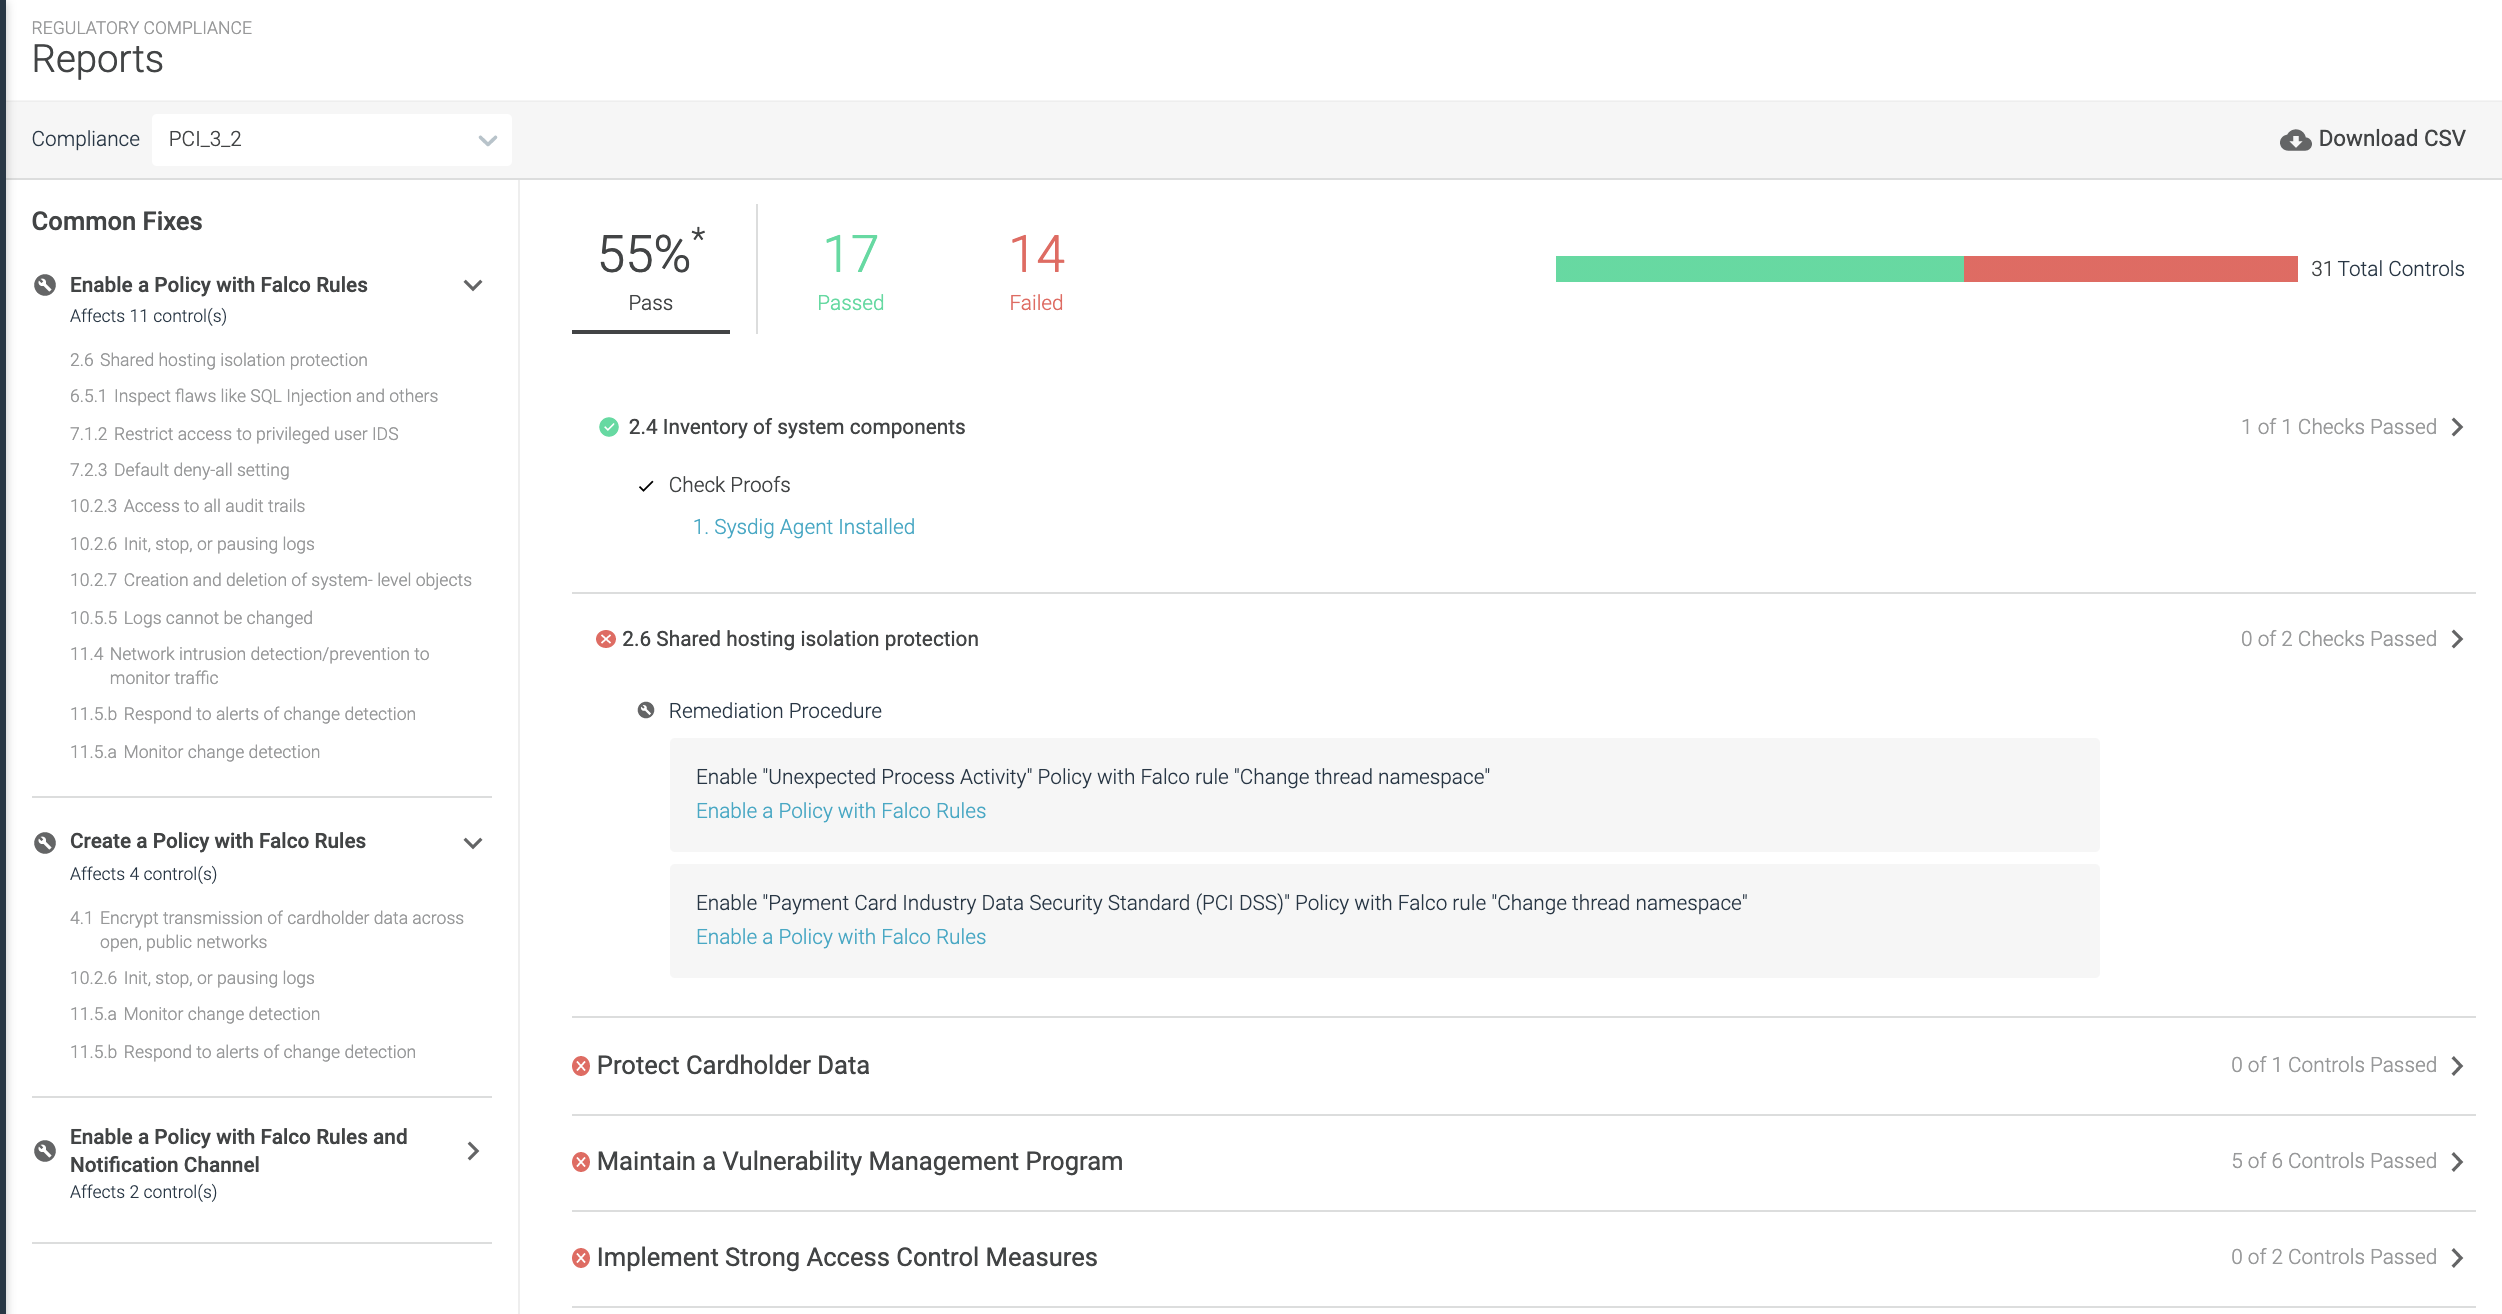 REGULATORY COMPLIANCE
Reports
Compliance
PCI_3_2
Download CSV
Common Fixes
Enable a Policy with Falco Rules
Affects 11 control(s)
2.6 Shared hosting isolation protection
6.5.1 Inspect flaws like SQL Injection and others
7.1.2 Restrict access to privileged user IDS
7.2.3 Default deny-all setting
10.2.3 Access to all audit trails
10.2.6 Init, stop, or pausing logs
10.2.7 Creation and deletion of system- level objects
10.5.5 Logs cannot be changed
11.4 Network intrusion detection/prevention to
monitor traffic
11.5.b Respond to alerts of change detection
11.5.a Monitor change detection
Create a Policy with Falco Rules
Affects 4 control(s)
4.1 Encrypt transmission of cardholder data across
open, public networks
10.2.6 Init, stop, or pausing logs
11.5.a Monitor change detection
11.5.b Respond to alerts of change detection
Enable a Policy with Falco Rules and
Notification Channel
Affects 2 control(s)
55%*
Pass
17
Passed
14
Failed
31 Total Controls
2.4 Inventory of system components
1 of 1 Checks Passed
Check Proofs
1. Sysdig Agent Installed
2.6 Shared hosting isolation protection
0 of 2 Checks Passed
Remediation Procedure
Enable "Unexpected Process Activity" Policy with Falco rule "Change thread namespace"
Enable a Policy with Falco Rules
Enable "Payment Card Industry Data Security Standard (PCI DSS)" Policy with Falco rule "Change thread namespace"
Enable a Policy with Falco Rules
Protect Cardholder Data
0 of 1 Controls Passed
Maintain a Vulnerability Management Program
5 of 6 Controls Passed
Implement Strong Access Control Measures
0 of 2 Controls Passed